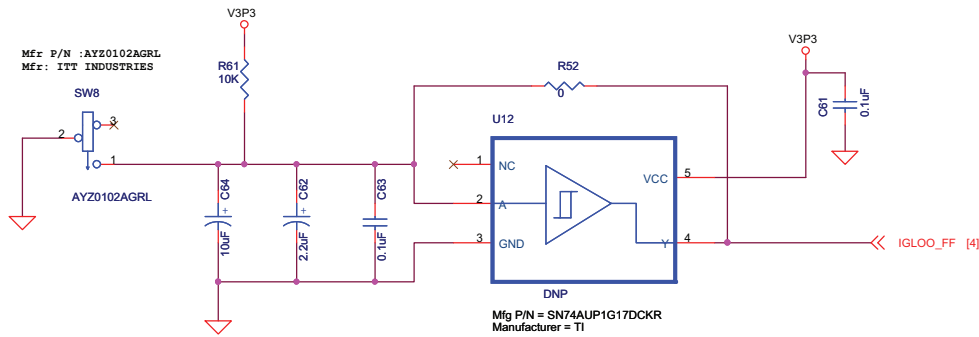 V3P3
Mfr P/N :AYZ0102AGRL
Mfr: ITT INDUSTRIES
SW8
2
3
1
AYZ0102AGRL
R61
10K
R52
0
V3P3
C61
0.1uF
U12
1
NC
2
A
3
GND
VCC
5
Y
4
C64
10uF
C62
2.2uF
C63
0.1uF
+
+
IGLOO_FF [4]
DNP
Mfg P/N = SN74AUP1G17DCKR
Manufacturer = TI